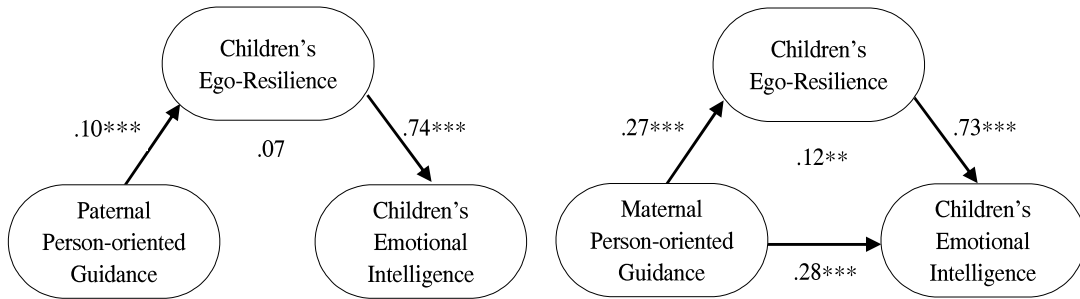 Children's
Ego-Resilience
.10***
.07
.74***
Paternal
Person-oriented
Guidance
Children's
Emotional
Intelligence
Children's
Ego-Resilience
.27***
.12**
.73***
Maternal
Person-oriented
Guidance
.28***
Children's
Emotional
Intelligence